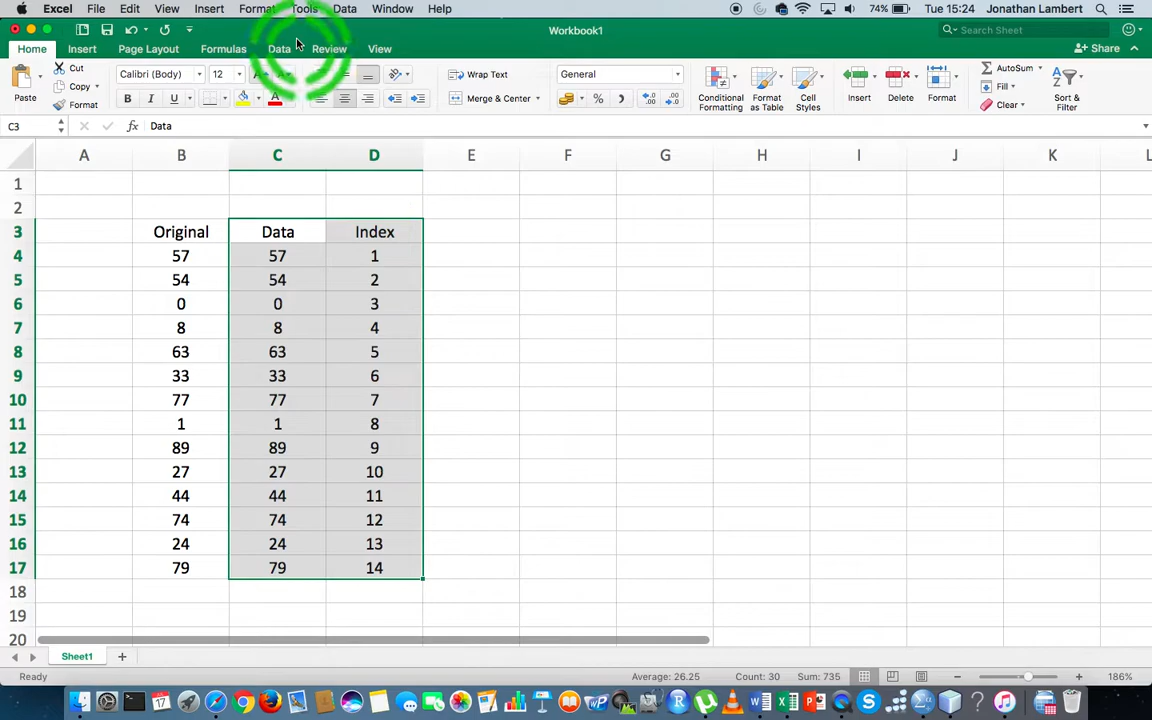 Excel File Edit View Insert Format Tools Data Window Help 74% Tue 15:24 Jonathan Lambert
Workbook1 Search Sheet
Home Insert Page Layout Formulas Data Review View Share
Paste Cut Copy Format
Calibri (Body) 12
B I U
Wrap Text
Merge & Center
General
%
Conditional Formatting
Format as Table
Cell Styles
Insert Delete Format
AutoSum
Fill
Clear
Sort & Filter
C3 fx Data
A B C D E F G H I J K L
1
2
3 Original Data Index
4 57 57 1
5 54 54 2
6 0 0 3
7 8 8 4
8 63 63 5
9 33 33 6
10 77 77 7
11 1 1 8
12 89 89 9
13 27 27 10
14 44 44 11
15 74 74 12
16 24 24 13
17 79 79 14
18
19
20
Sheet1
Ready Average: 26.25 Count: 30 Sum: 735 186%